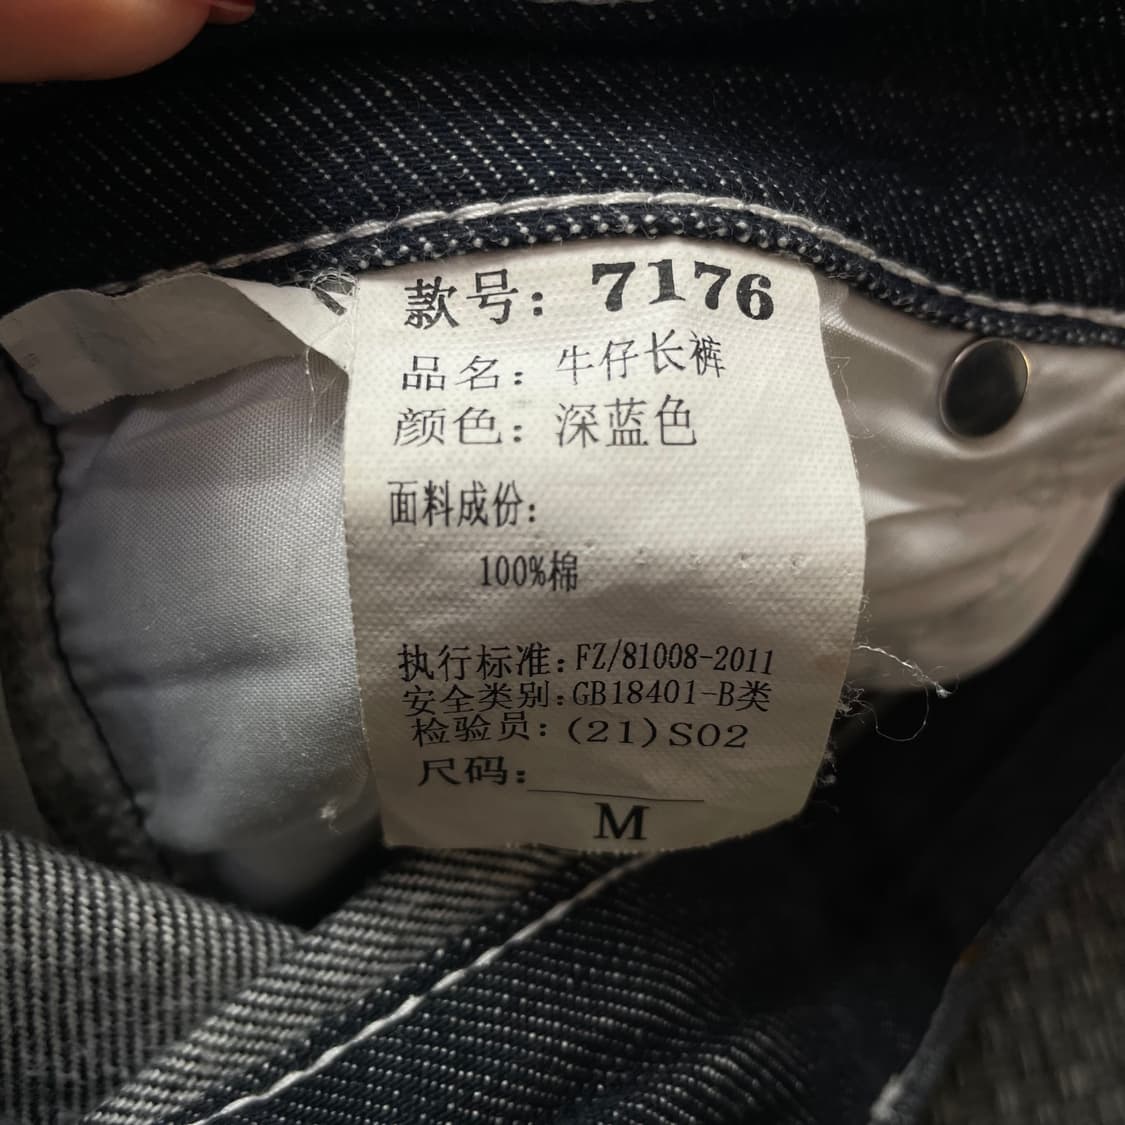 款号：7176
品名：牛仔长裤
颜色：深蓝色
面料成份：
100%棉
执行标准：FZ/81008-2011
安全类别：GB18401-B类
检验员：(21)S02
尺码：
M